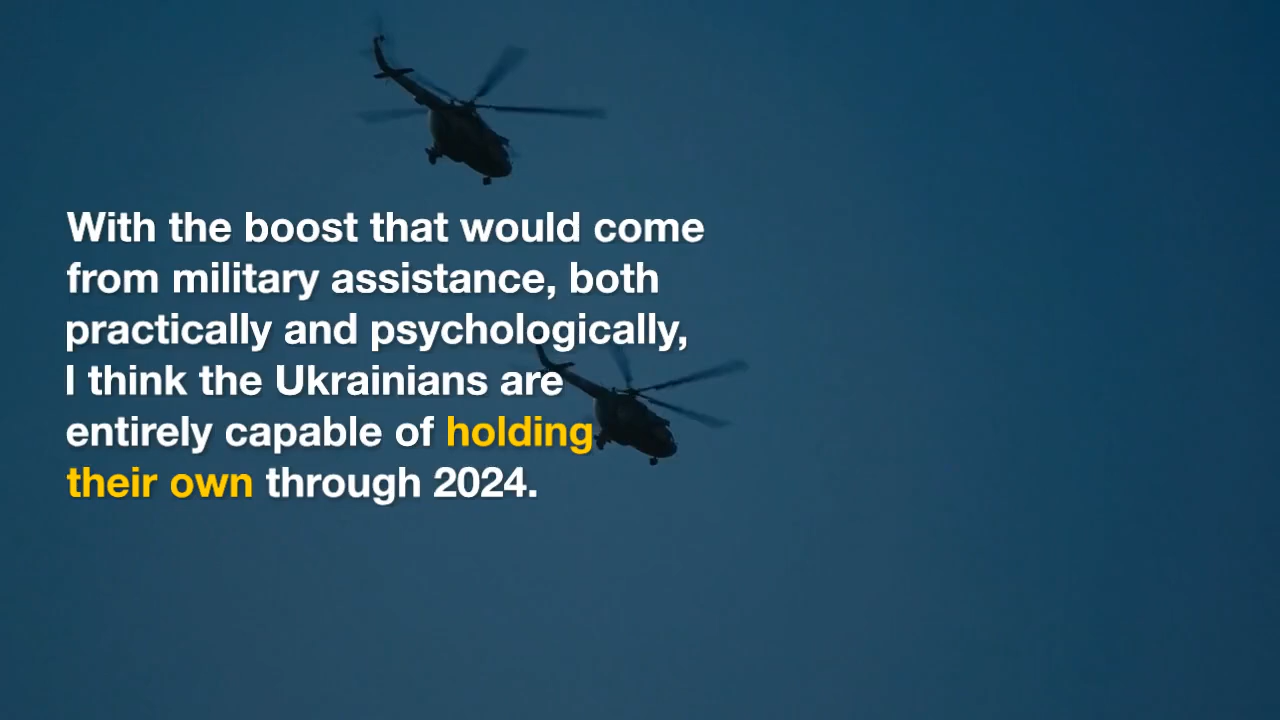 With the boost that would come
from military assistance, both
practically and psychologically,
I think the Ukrainians are
entirely capable of holding
their own through 2024.